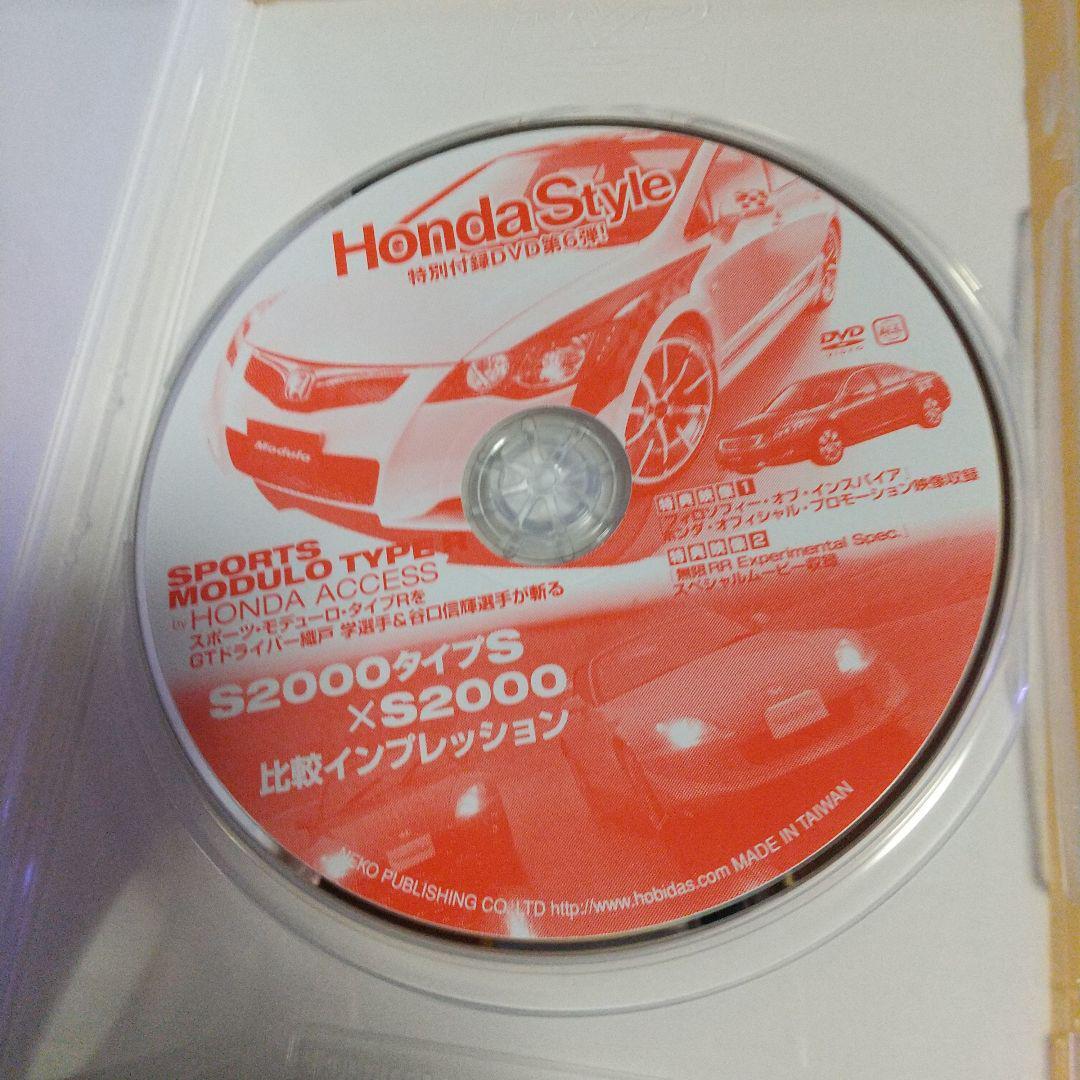 Honda Style
特別付録DVD第6弾!
Modulo
DVD
VIDEO
ALL
特典映像1
「フィロソフィー・オブ・インスパイア」
ホンダ・オフィシャル・プロモーション映像収録
特典映像2
「無限RR Experimental Spec.」
スペシャルムービー収録
SPORTS
MODULO TYPE R
by HONDA ACCESS
スポーツ・モデューロ・タイプRを
GTドライバー織戸 学選手&谷口信輝選手が斬る
S2000タイプS
×S2000
比較インプレッション
NEKO PUBLISHING CO.,LTD http://www.hobidas.com MADE IN TAIWAN